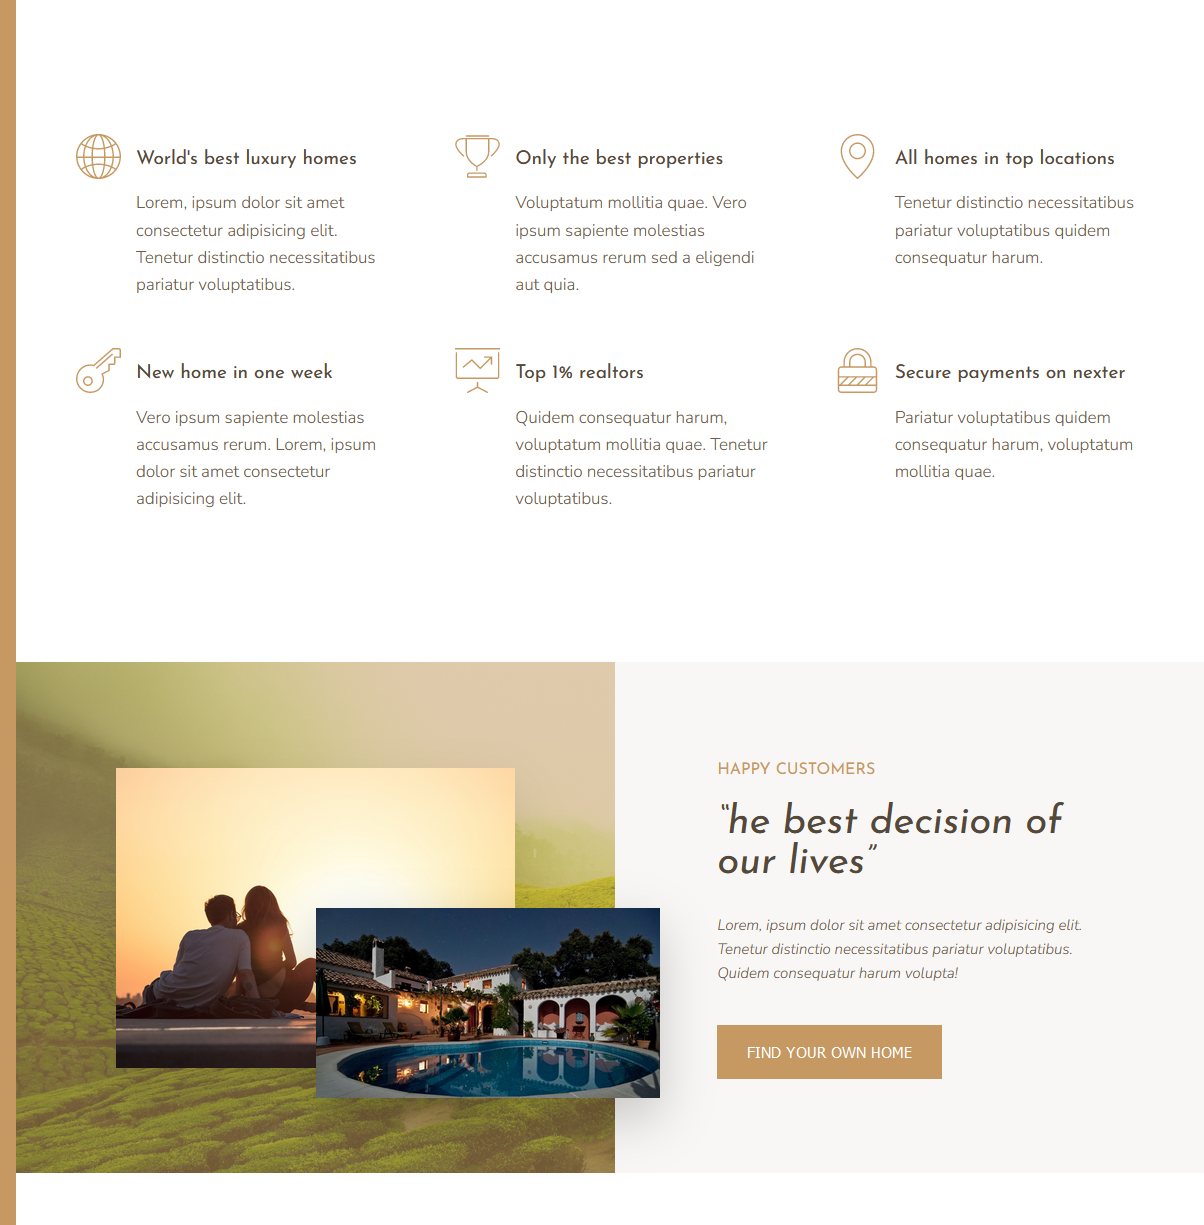 World's best luxury homes
Lorem, ipsum dolor sit amet
consectetur adipisicing elit.
Tenetur distinctio necessitatibus
pariatur voluptatibus.
Only the best properties
Voluptatum mollitia quae. Vero
ipsum sapiente molestias
accusamus rerum sed a eligendi
aut quia.
All homes in top locations
Tenetur distinctio necessitatibus
pariatur voluptatibus quidem
consequatur harum.
New home in one week
Vero ipsum sapiente molestias
accusamus rerum. Lorem, ipsum
dolor sit amet consectetur
adipisicing elit.
Top 1% realtors
Quidem consequatur harum,
voluptatum mollitia quae. Tenetur
distinctio necessitatibus pariatur
voluptatibus.
Secure payments on nexter
Pariatur voluptatibus quidem
consequatur harum, voluptatum
mollitia quae.
HAPPY CUSTOMERS
“he best decision of
our lives”
Lorem, ipsum dolor sit amet consectetur adipisicing elit.
Tenetur distinctio necessitatibus pariatur voluptatibus.
Quidem consequatur harum volupta!
FIND YOUR OWN HOME